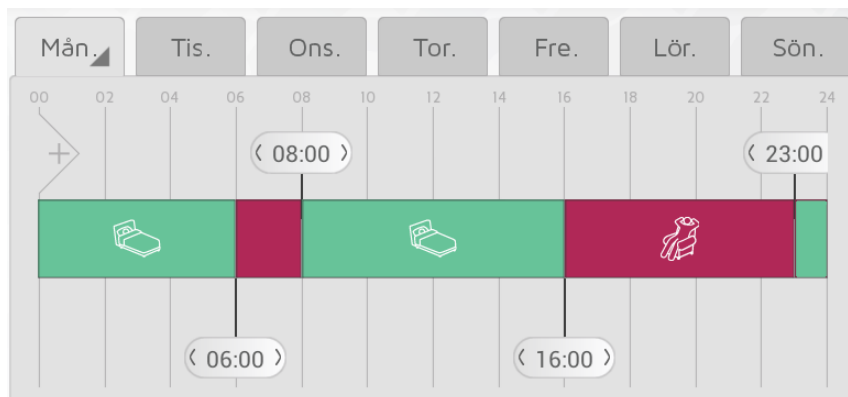 Mån. Tis. Ons. Tor. Fre. Lör. Sön.
00 02 04 06 08 10 12 14 16 18 20 22 24
+ < 08:00 > < 23:00
< 06:00 > < 16:00 >